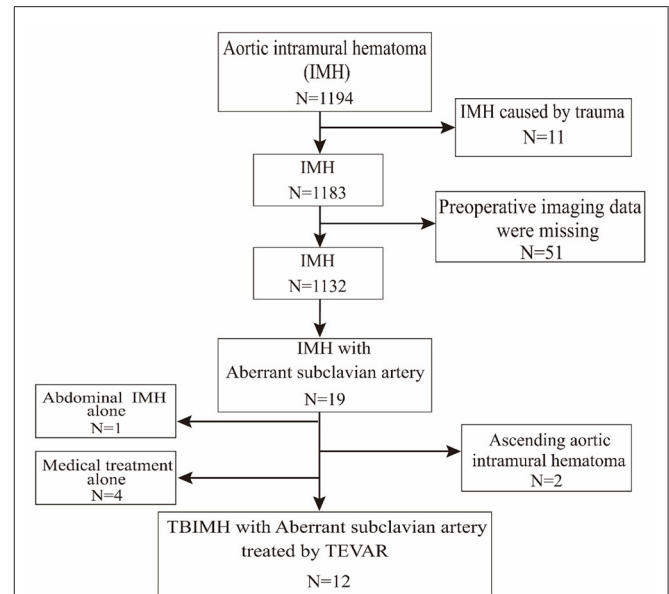 Aortic intramural hematoma
(IMH)
N=1194
IMH caused by trauma
N=11
IMH
N=1183
Preoperative imaging data
were missing
N=51
IMH
N=1132
IMH with
Aberrant subclavian artery
N=19
Abdominal IMH
alone
N=1
Ascending aortic
intramural hematoma
N=2
Medical treatment
alone
N=4
TBIMH with Aberrant subclavian artery
treated by TEVAR
N=12